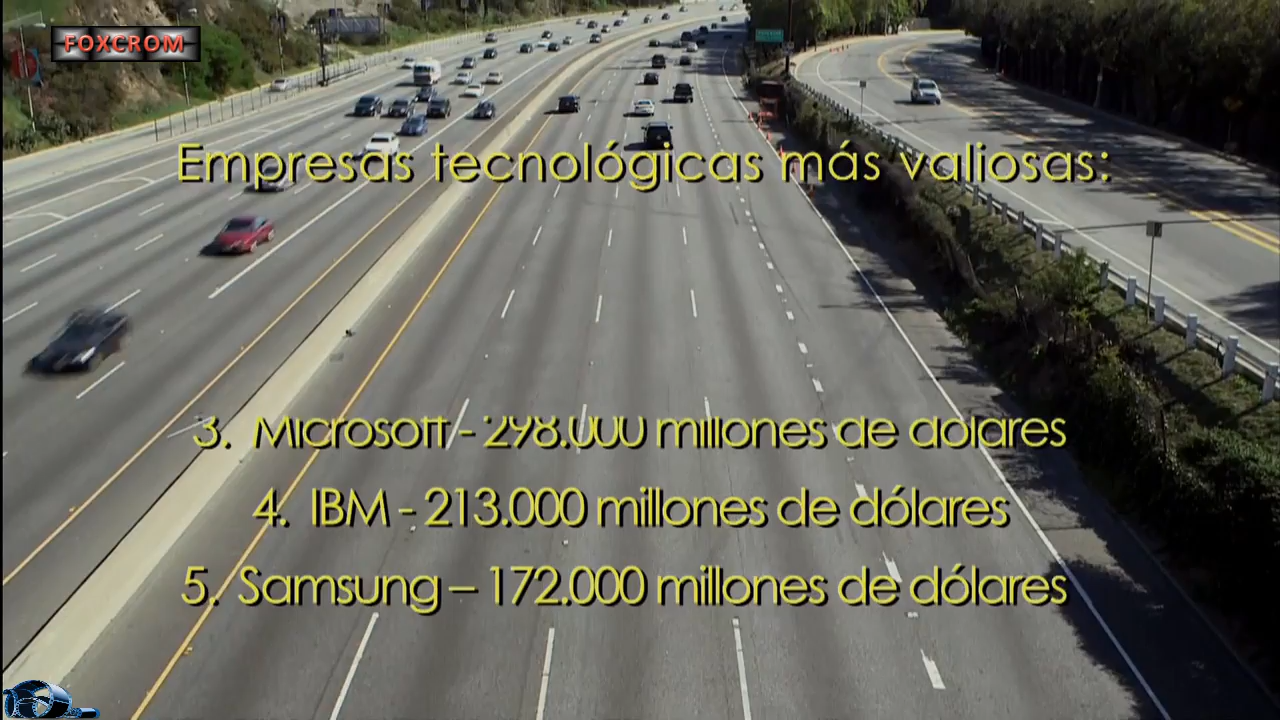 FOXCROM
Empresas tecnológicas más valiosas:
3. Microsoft - 298.000 millones de dólares
4. IBM - 213.000 millones de dólares
5. Samsung – 172.000 millones de dólares